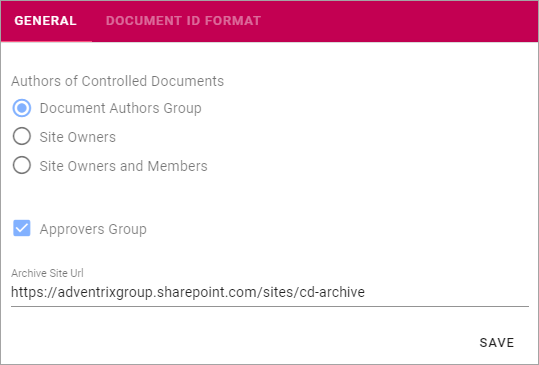 GENERAL DOCUMENT ID FORMAT
Authors of Controlled Documents
Document Authors Group
Site Owners
Site Owners and Members
Approvers Group
Archive Site Url
https://adventrixgroup.sharepoint.com/sites/cd-archive
SAVE